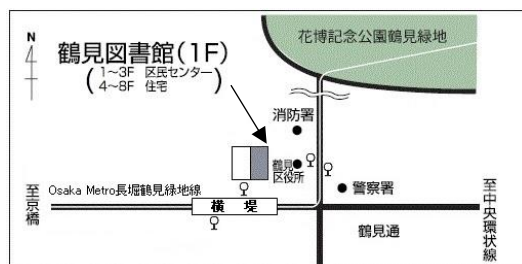 N
花博記念公園鶴見緑地
鶴見図書館(1F)
(1~3F 区民センター
4~8F 住宅)
消防署
鶴見
区役所
Osaka Metro長堀鶴見緑地線
警察署
至京橋
横堤
鶴見通
至中央環状線